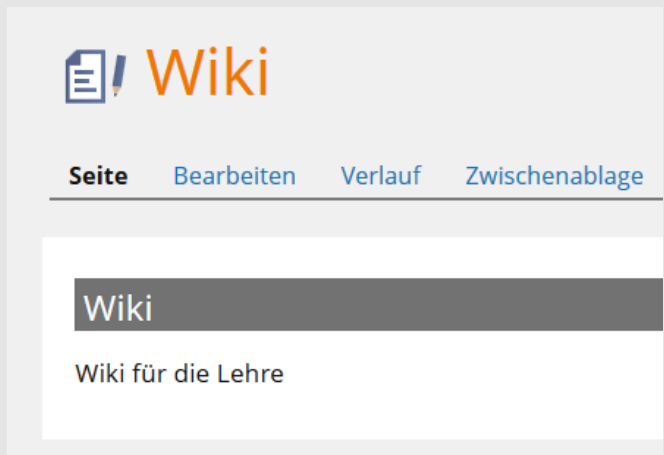 Wiki
Seite Bearbeiten Verlauf Zwischenablage
Wiki
Wiki für die Lehre